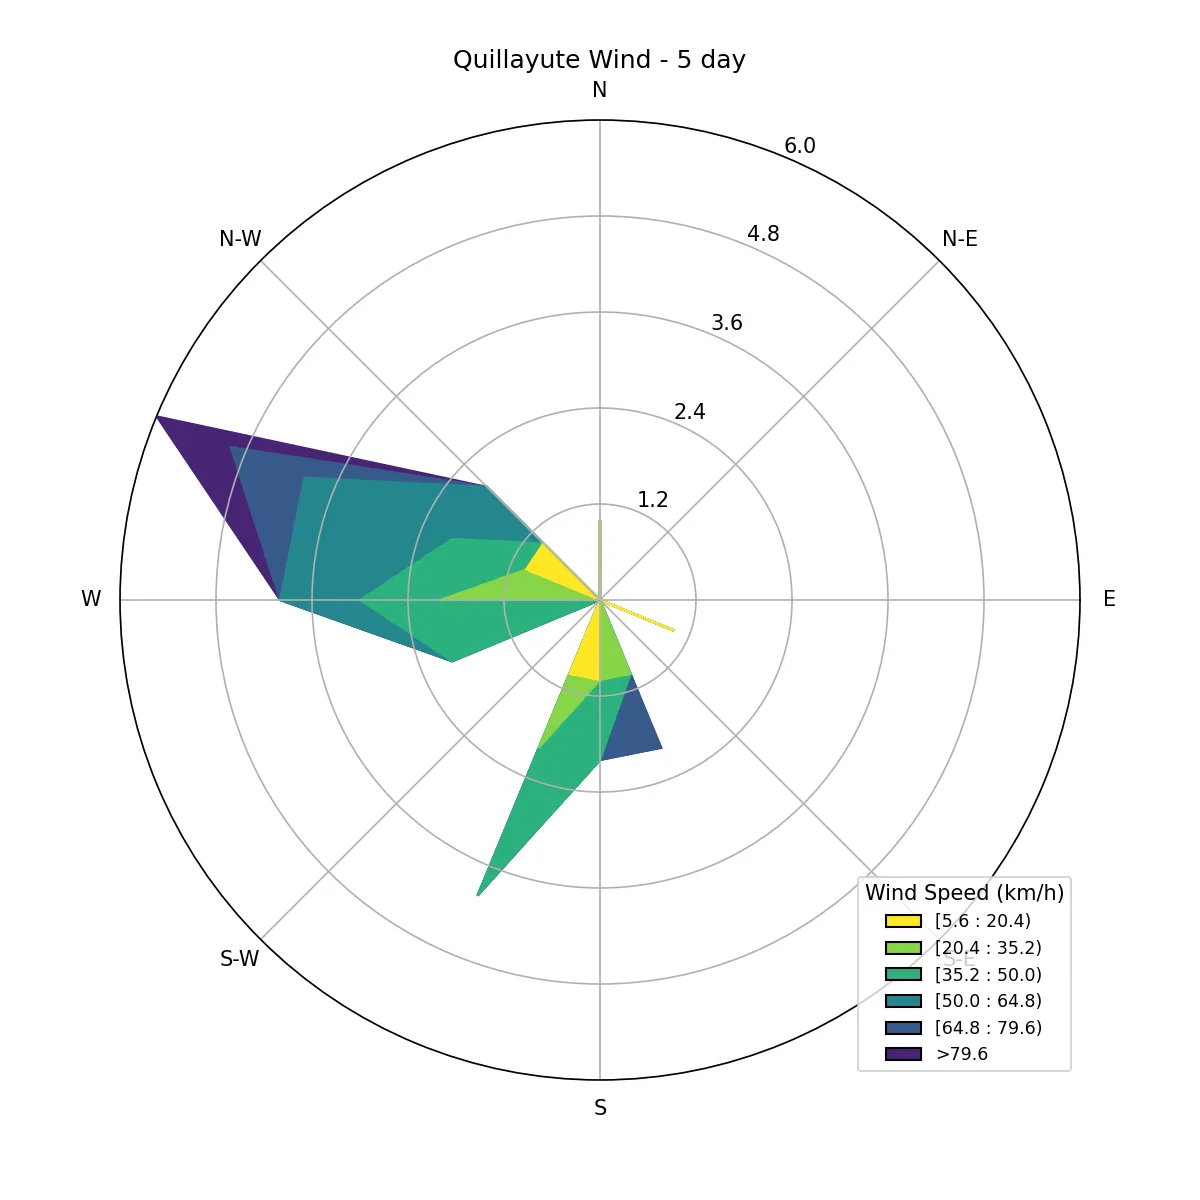 Quillayute Wind - 5 day
N
6.0
N-W
4.8
N-E
3.6
2.4
1.2
W
E
Wind Speed (km/h)
[5.6 : 20.4)
[20.4 : 35.2)
S-W
S-E
[35.2 : 50.0)
[50.0 : 64.8)
[64.8 : 79.6)
>79.6
S